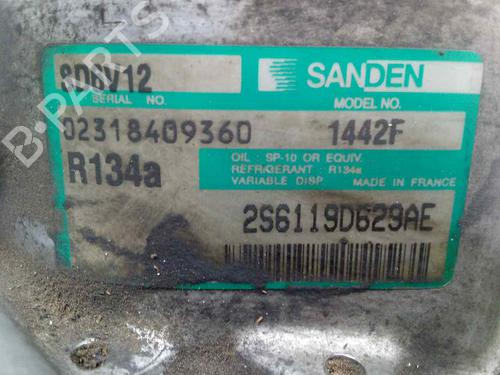 SD6V12
SANDEN
SERIAL NO.
MODEL NO.
02318409360
1442F
R134a
OIL : SP-10 OR EQUIV.
REFRIGERANT : R134a
VARIABLE DISP. MADE IN FRANCE
2S6119D629AE
B-PARTS